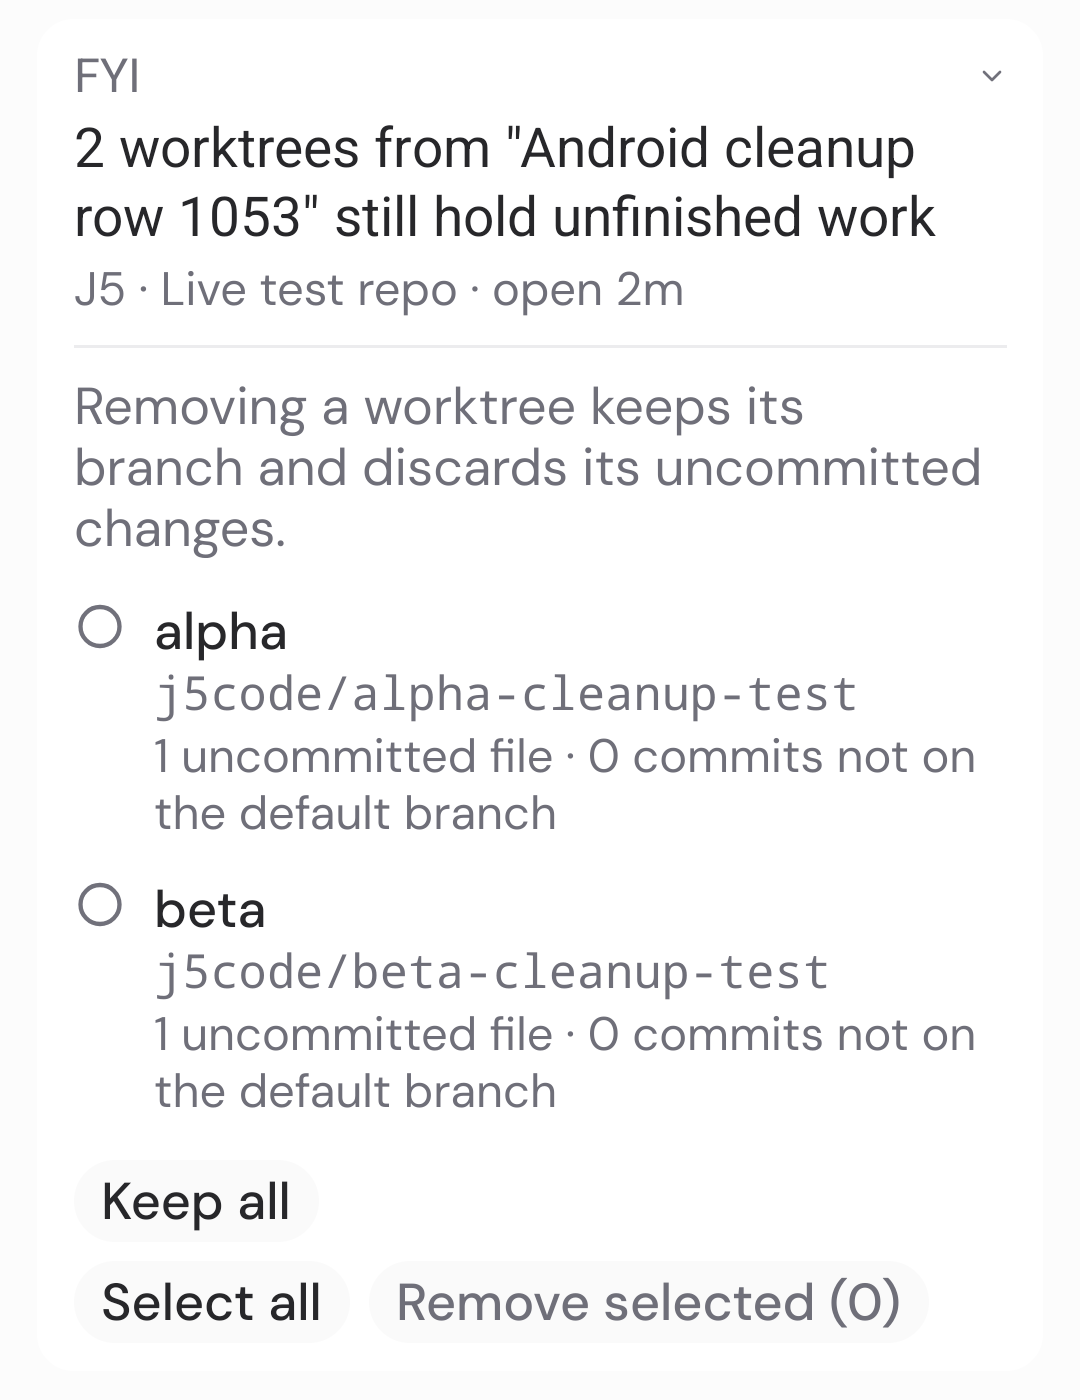 FYI
2 worktrees from "Android cleanup
row 1053" still hold unfinished work
J5 · Live test repo · open 2m
Removing a worktree keeps its
branch and discards its uncommitted
changes.
alpha
j5code/alpha-cleanup-test
1 uncommitted file · 0 commits not on
the default branch
beta
j5code/beta-cleanup-test
1 uncommitted file · 0 commits not on
the default branch
Keep all
Select all
Remove selected (0)